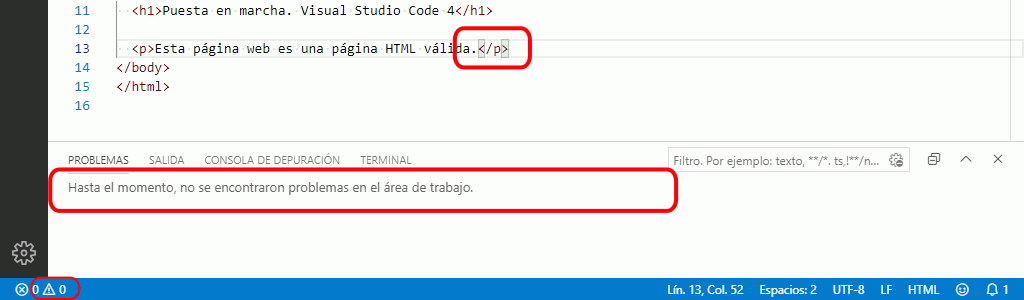 11 <h1>Puesta en marcha. Visual Studio Code 4</h1>
12
13 <p>Esta página web es una página HTML válida.</p>
14 </body>
15 </html>
16
PROBLEMAS SALIDA CONSOLA DE DEPURACIÓN TERMINAL Filtro. Por ejemplo: texto, **/*. ts,!**/n...
Hasta el momento, no se encontraron problemas en el área de trabajo.
0 0 Lín. 13, Col. 52 Espacios: 2 UTF-8 LF HTML 1